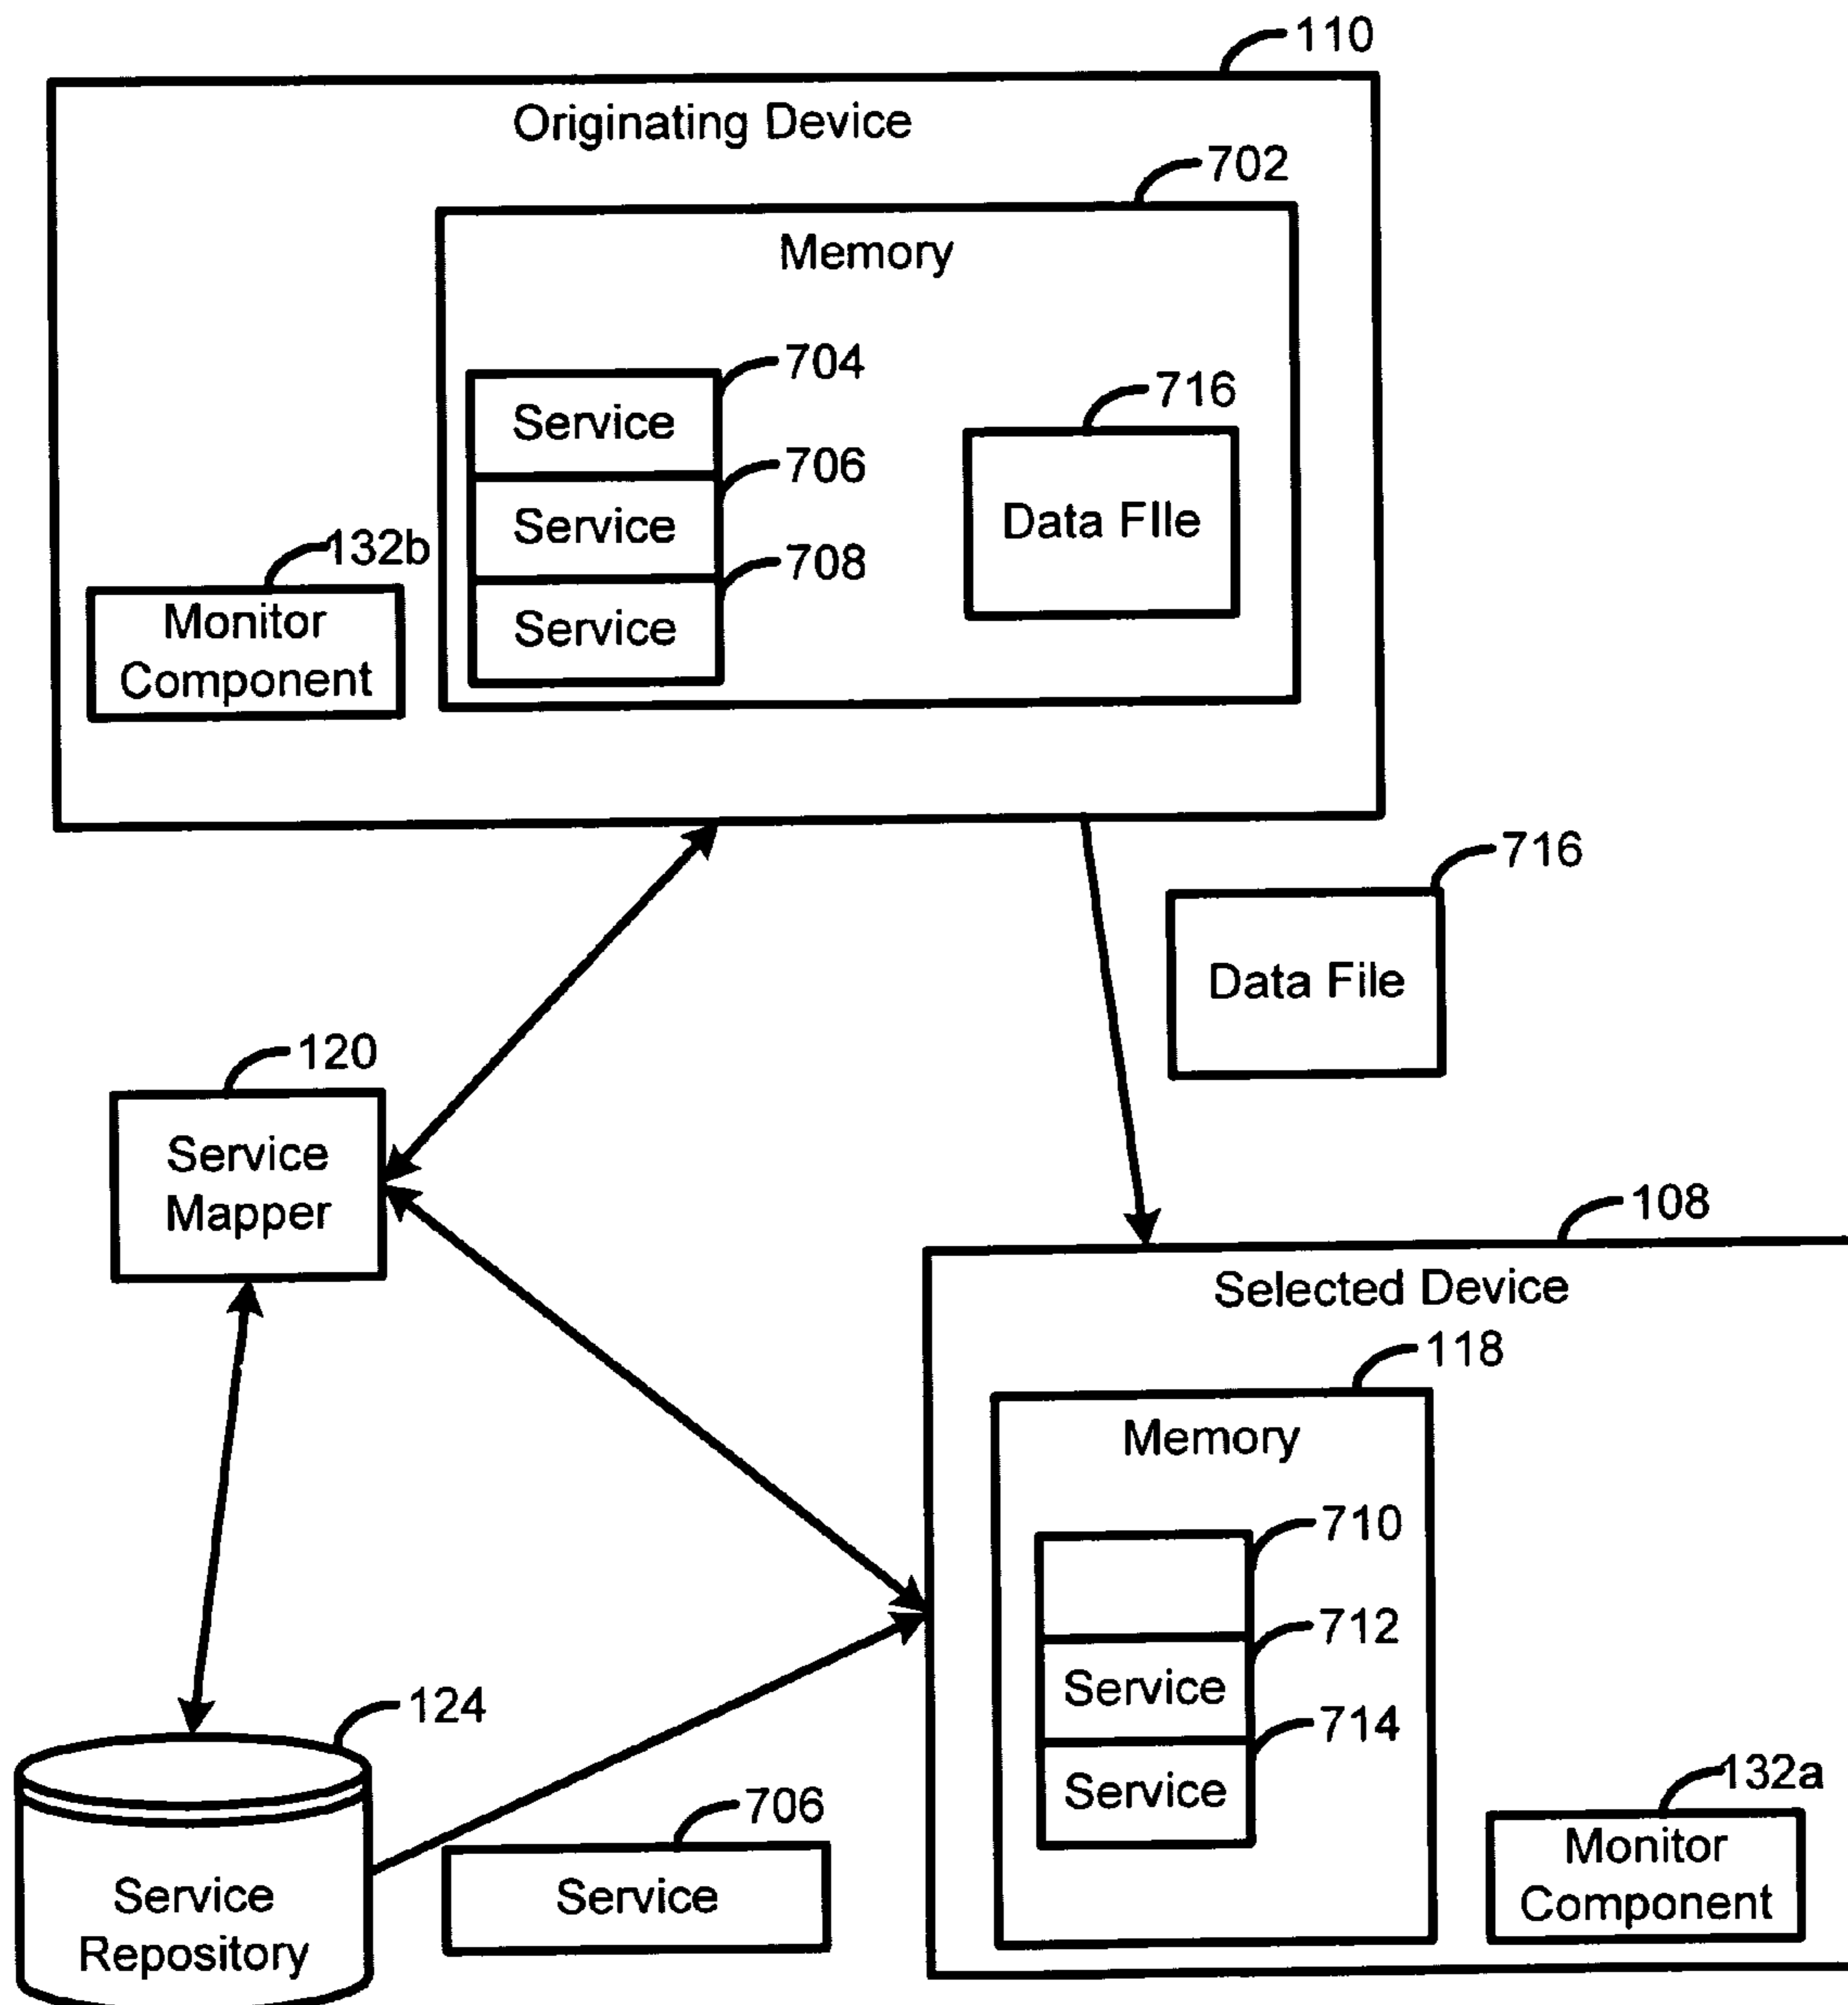 110
Originating Device
702
Memory
704
Service
716
706
Service
Data FIle
132b
708
Monitor
Component
Service
716
Data File
120
Service
Mapper
108
Selected Device
118
Memory
710
712
Service
124
714
Service
132a
Monitor
Component
706
Service
Service
Repository